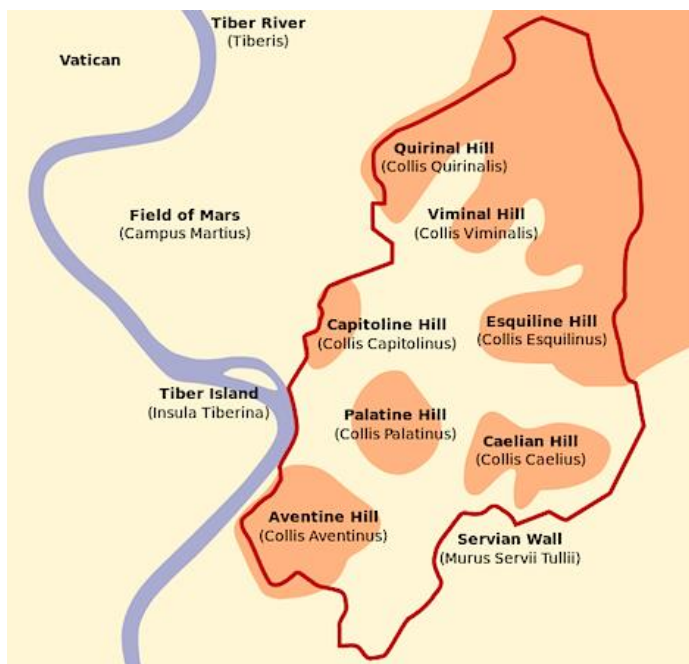 Tiber River
(Tiberis)
Vatican
Quirinal Hill
(Collis Quirinalis)
Field of Mars
(Campus Martius)
Viminal Hill
(Collis Viminalis)
Capitoline Hill
(Collis Capitolinus)
Esquiline Hill
(Collis Esquilinus)
Tiber Island
(Insula Tiberina)
Palatine Hill
(Collis Palatinus)
Caelian Hill
(Collis Caelius)
Aventine Hill
(Collis Aventinus)
Servian Wall
(Murus Servii Tullii)